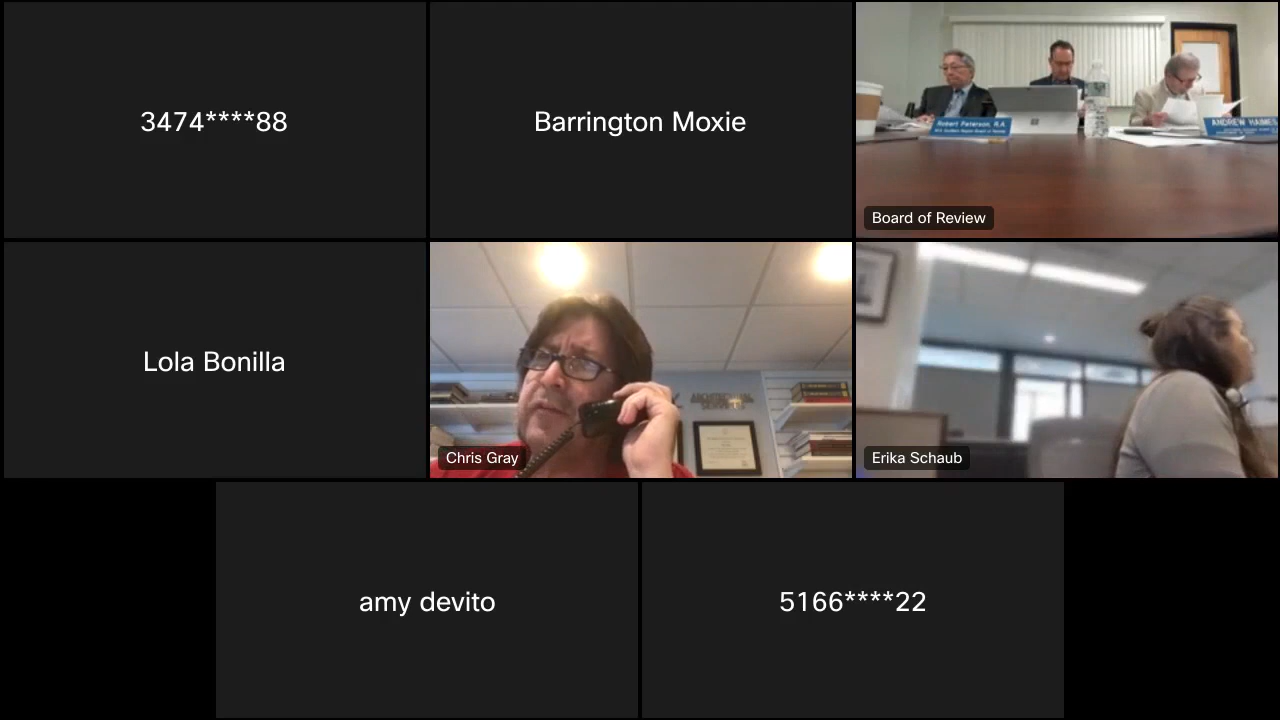 3474****88
Barrington Moxie
Robert Peterson, R.A.
ANDREW HAIMES
Board of Review
Lola Bonilla
Chris Gray
Erika Schaub
amy devito
5166****22